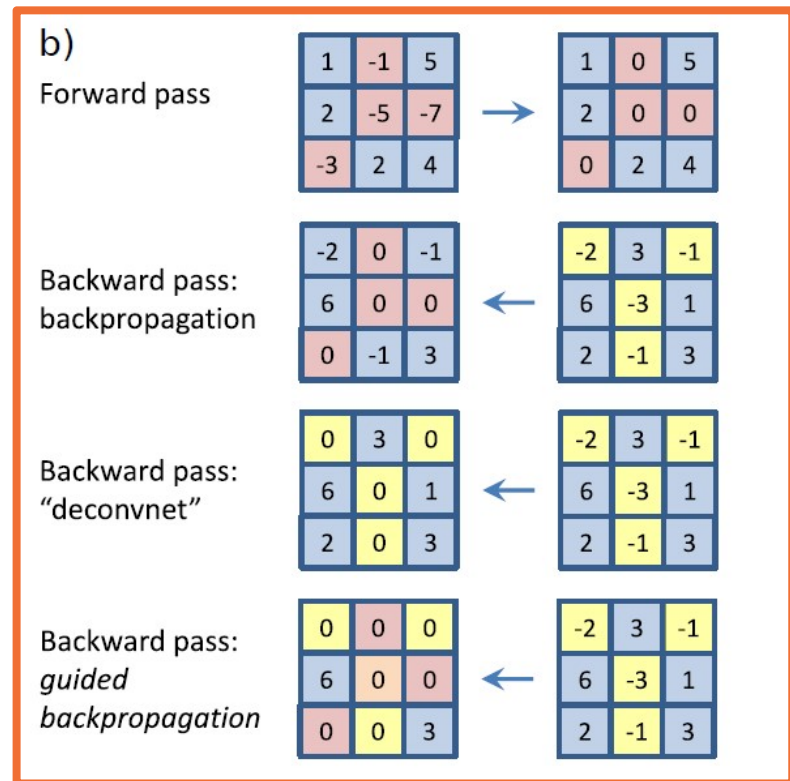 b)
Forward pass
1 -1 5
2 -5 -7
-3 2 4
1 0 5
2 0 0
0 2 4
Backward pass:
backpropagation
-2 0 -1
6 0 0
0 -1 3
-2 3 -1
6 -3 1
2 -1 3
Backward pass:
“deconvnet”
0 3 0
6 0 1
2 0 3
-2 3 -1
6 -3 1
2 -1 3
Backward pass:
guided
backpropagation
0 0 0
6 0 0
0 0 3
-2 3 -1
6 -3 1
2 -1 3